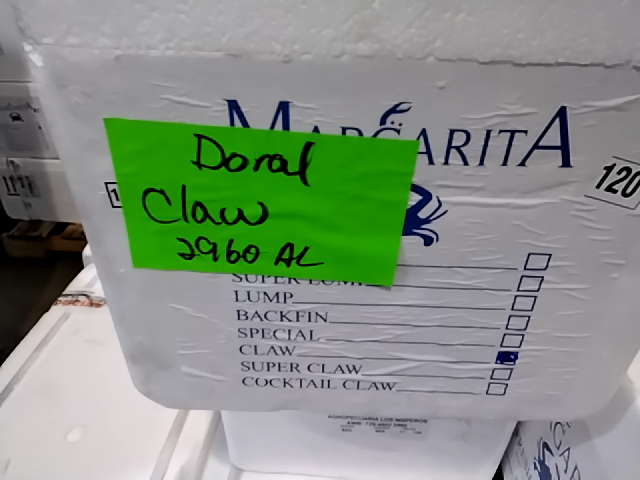 MARGARITA
Doral
Claw
2960 AL
120
SUPER LUMP
LUMP
BACKFIN
SPECIAL
CLAW
SUPER CLAW
COCKTAIL CLAW